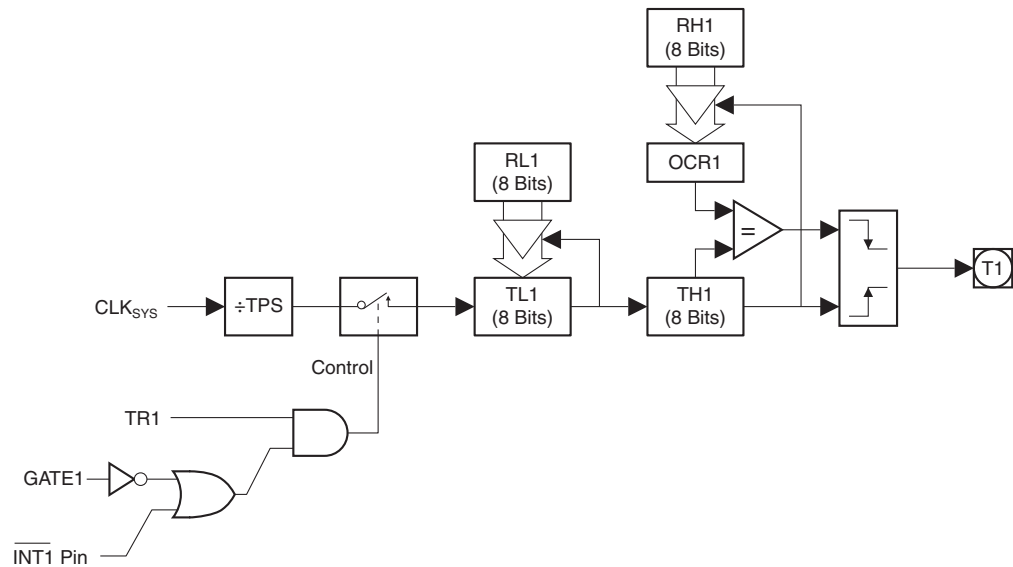 RH1
(8 Bits)
RL1
(8 Bits)
OCR1
=
T1
CLKSYS
÷TPS
TL1
(8 Bits)
TH1
(8 Bits)
Control
TR1
GATE1
INT1 Pin